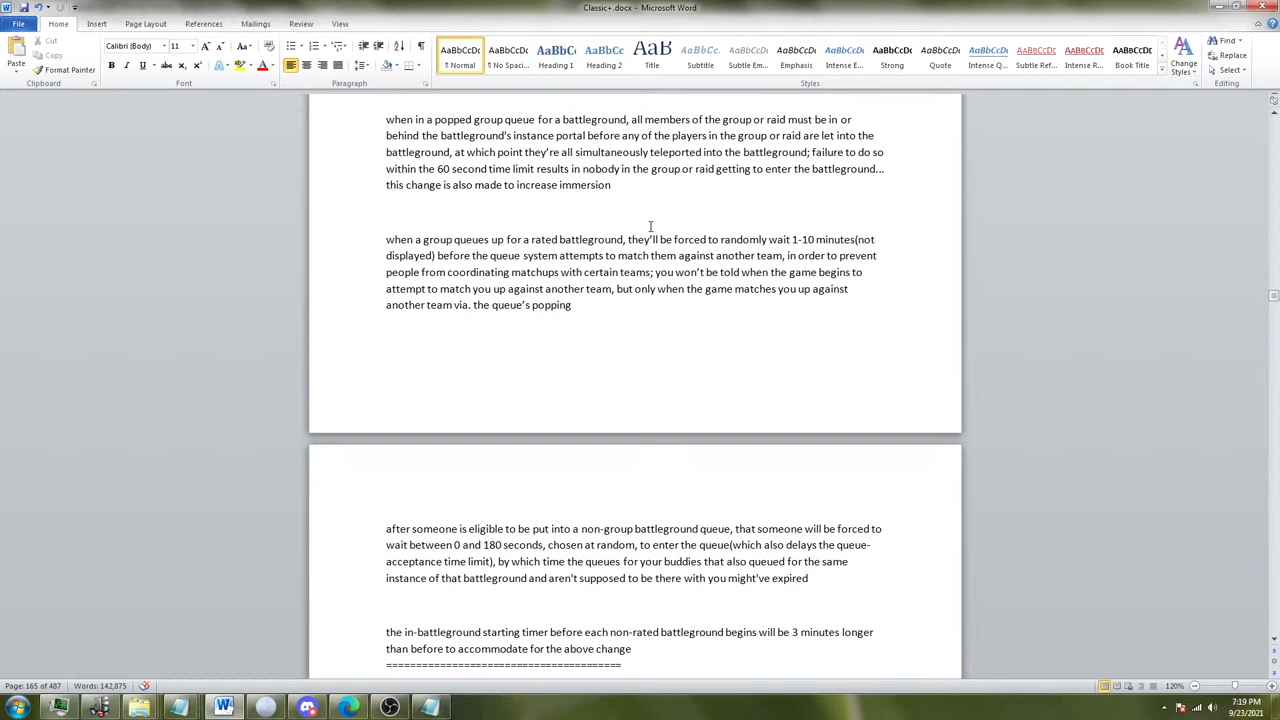 Classic+.docx - Microsoft Word
File Home Insert Page Layout References Mailings Review View
Cut
Copy
Format Painter
Paste
Clipboard
Calibri (Body) 11
Font
Paragraph
AaBbCcDc AaBbCcDc AaBbC AaBbCc AaB AaBbCc. AaBbCcDc AaBbCcDc AaBbCcDc AaBbCcDc AaBbCcDc AaBbCcDc AaBbCcDc AaBbCcDc AaBbCcDc
¶ Normal ¶ No Spaci... Heading 1 Heading 2 Title Subtitle Subtle Em... Emphasis Intense E... Strong Quote Intense Q... Subtle Ref... Intense R... Book Title
Styles
Change Styles
Find
Replace
Select
Editing
when in a popped group queue for a battleground, all members of the group or raid must be in or
behind the battleground's instance portal before any of the players in the group or raid are let into the
battleground, at which point they’re all simultaneously teleported into the battleground; failure to do so
within the 60 second time limit results in nobody in the group or raid getting to enter the battleground...
this change is also made to increase immersion
when a group queues up for a rated battleground, they’ll be forced to randomly wait 1-10 minutes(not
displayed) before the queue system attempts to match them against another team, in order to prevent
people from coordinating matchups with certain teams; you won’t be told when the game begins to
attempt to match you up against another team, but only when the game matches you up against
another team via. the queue’s popping
after someone is eligible to be put into a non-group battleground queue, that someone will be forced to
wait between 0 and 180 seconds, chosen at random, to enter the queue(which also delays the queue-
acceptance time limit), by which time the queues for your buddies that also queued for the same
instance of that battleground and aren't supposed to be there with you might've expired
the in-battleground starting timer before each non-rated battleground begins will be 3 minutes longer
than before to accommodate for the above change
=======================================
Page: 165 of 487 Words: 142,875 120%
7:19 PM
9/23/2021